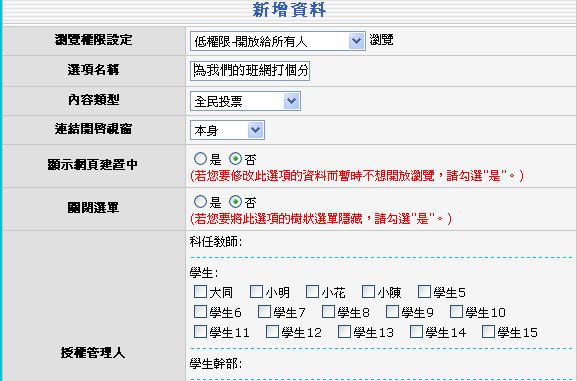 新增資料
瀏覽權限設定 低權限-開放給所有人 瀏覽
選項名稱 為我們的班網打個分
內容類型 全民投票
連結開啓視窗 本身
顯示網頁建置中 是 否
(若您要修改此選項的資料而暫時不想開放瀏覽，請勾選"是"。)
關閉選單 是 否
(若您要將此選項的樹狀選單隱藏，請勾選"是"。)
科任教師:
學生:
大同 小明 小花 小陳 學生5
學生6 學生7 學生8 學生9 學生10
學生11 學生12 學生13 學生14 學生15
授權管理人
學生幹部: